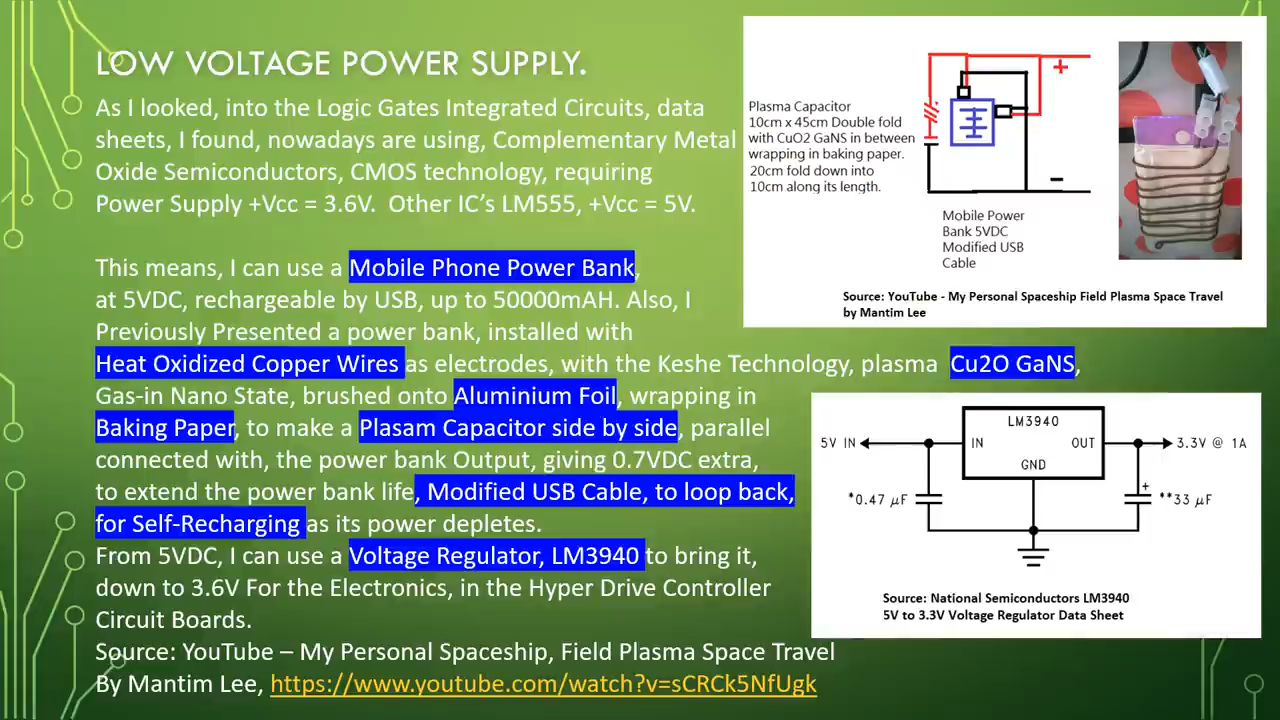 LOW VOLTAGE POWER SUPPLY.
As I looked, into the Logic Gates Integrated Circuits, data
sheets, I found, nowadays are using, Complementary Metal
Oxide Semiconductors, CMOS technology, requiring
Power Supply +Vcc = 3.6V.  Other IC’s LM555, +Vcc = 5V.
This means, I can use a Mobile Phone Power Bank,
at 5VDC, rechargeable by USB, up to 50000mAH. Also, I
Previously Presented a power bank, installed with
Heat Oxidized Copper Wires as electrodes, with the Keshe Technology, plasma  Cu2O GaNS,
Gas-in Nano State, brushed onto Aluminium Foil, wrapping in
Baking Paper, to make a Plasam Capacitor side by side, parallel
connected with, the power bank Output, giving 0.7VDC extra,
to extend the power bank life, Modified USB Cable, to loop back,
for Self-Recharging as its power depletes.
From 5VDC, I can use a Voltage Regulator, LM3940 to bring it,
down to 3.6V For the Electronics, in the Hyper Drive Controller
Circuit Boards.
Source: YouTube – My Personal Spaceship, Field Plasma Space Travel
By Mantim Lee, https://www.youtube.com/watch?v=sCRCk5NfUgk
Plasma Capacitor
10cm x 45cm Double fold
with CuO2 GaNS in between
wrapping in baking paper.
20cm fold down into
10cm along its length.
+
−
Mobile Power
Bank 5VDC
Modified USB
Cable
Source: YouTube - My Personal Spaceship Field Plasma Space Travel
by Mantim Lee
LM3940
5V IN
IN
OUT
3.3V @ 1A
GND
*0.47 µF
+
**33 µF
Source: National Semiconductors LM3940
5V to 3.3V Voltage Regulator Data Sheet